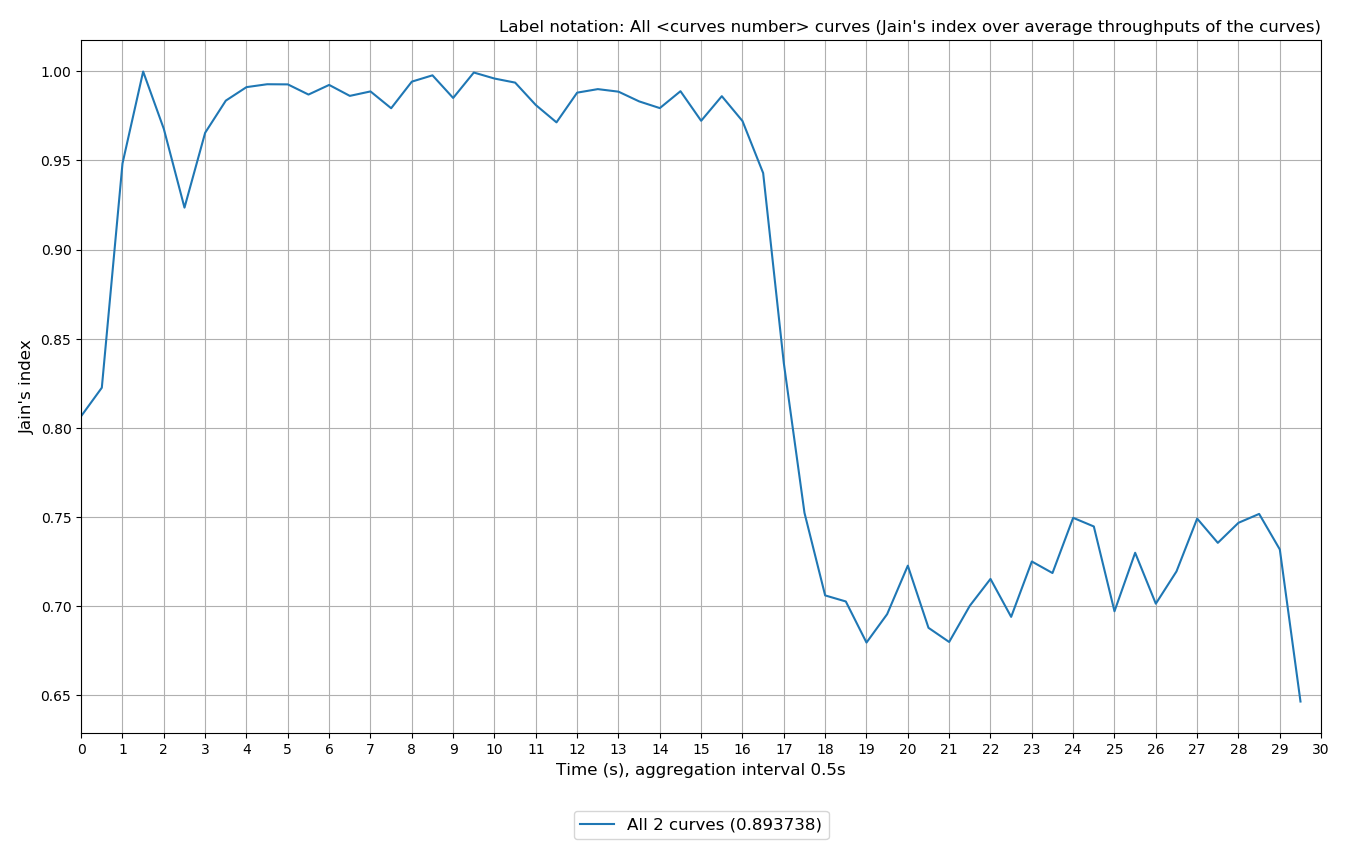 Label notation: All <curves number> curves (Jain's index over average throughputs of the curves)
1.00
0.95
0.90
0.85
0.80
0.75
0.70
0.65
Jain's index
0 1 2 3 4 5 6 7 8 9 10 11 12 13 14 15 16 17 18 19 20 21 22 23 24 25 26 27 28 29 30
Time (s), aggregation interval 0.5s
All 2 curves (0.893738)